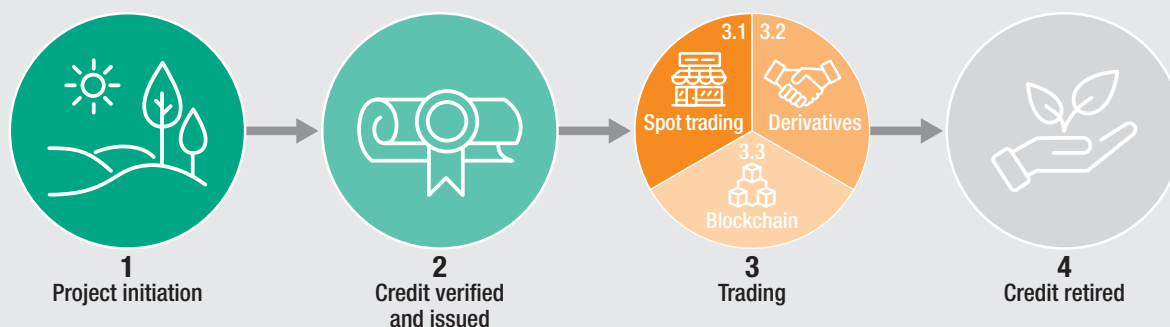 3.1
3.2
Spot trading
Derivatives
3.3
Blockchain
1
Project initiation
2
Credit verified
and issued
3
Trading
4
Credit retired